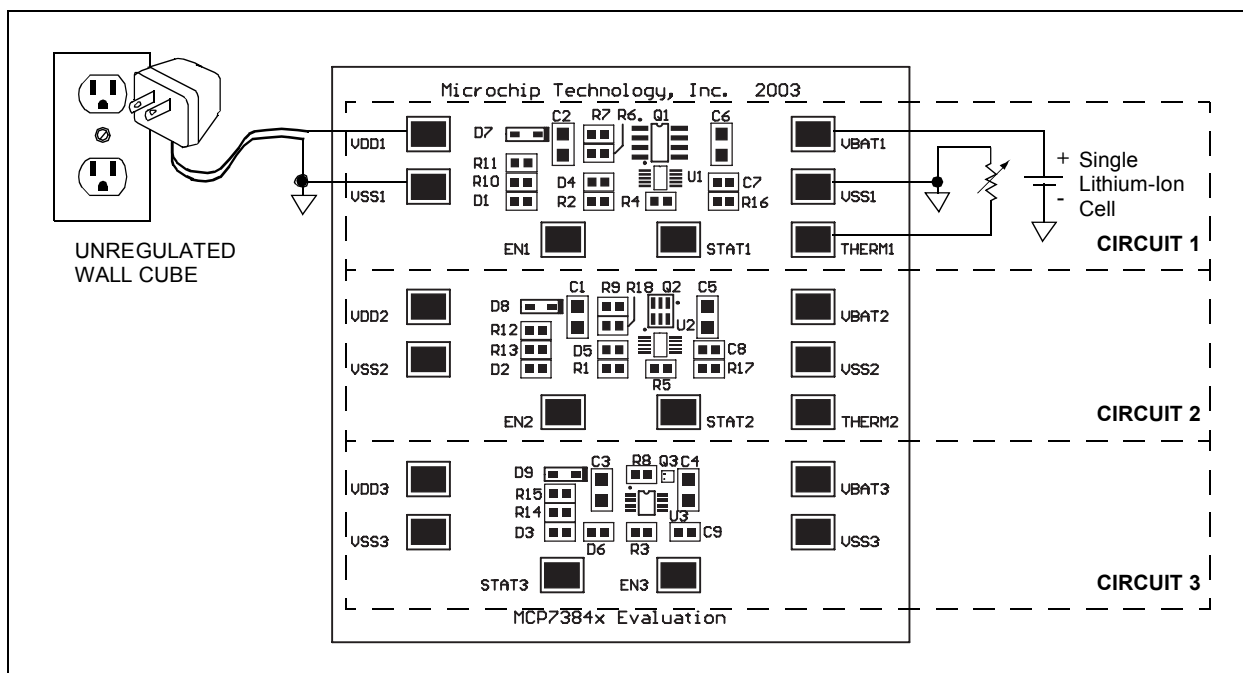 Microchip Technology, Inc. 2003
UNREGULATED
WALL CUBE
VDD1
D7
C2
R7
R6
Q1
C6
VBAT1
R11
R10
D4
U1
C7
VSS1
D1
R2
R4
R16
VSS1
+ Single
Lithium-Ion
- Cell
EN1
STAT1
THERM1
CIRCUIT 1
VDD2
D8
C1
R9
R18
Q2
C5
VBAT2
R12
U2
R13
D5
C8
VSS2
D2
R1
R17
VSS2
R5
EN2
STAT2
THERM2
CIRCUIT 2
VDD3
D9
C3
R8
Q3
C4
VBAT3
R15
R14
U3
VSS3
D3
D6
R3
C9
VSS3
STAT3
EN3
CIRCUIT 3
MCP7384x Evaluation